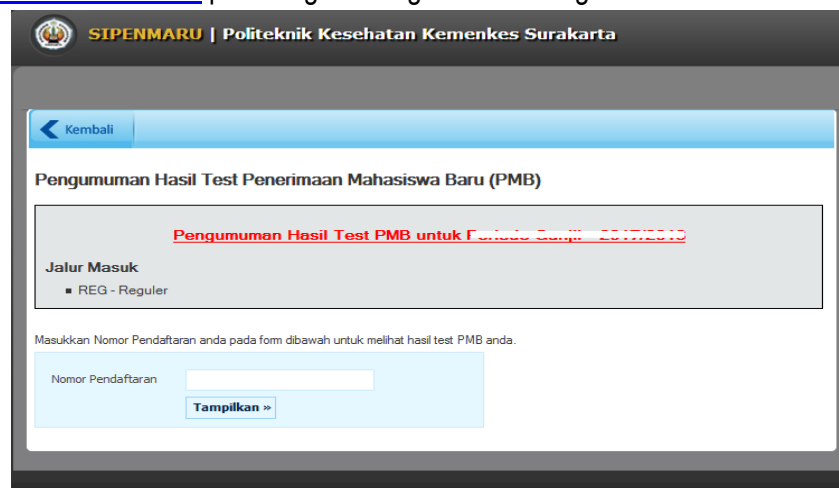 SIPENMARU | Politeknik Kesehatan Kemenkes Surakarta
Kembali
Pengumuman Hasil Test Penerimaan Mahasiswa Baru (PMB)
Pengumuman Hasil Test PMB untuk
Jalur Masuk
▪ REG - Reguler
Masukkan Nomor Pendaftaran anda pada form dibawah untuk melihat hasil test PMB anda.
Nomor Pendaftaran
Tampilkan »